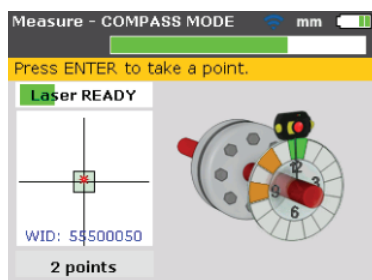 Measure - COMPASS MODE mm
Press ENTER to take a point.
Laser READY
12
3
9
6
WID: 55500050
2 points